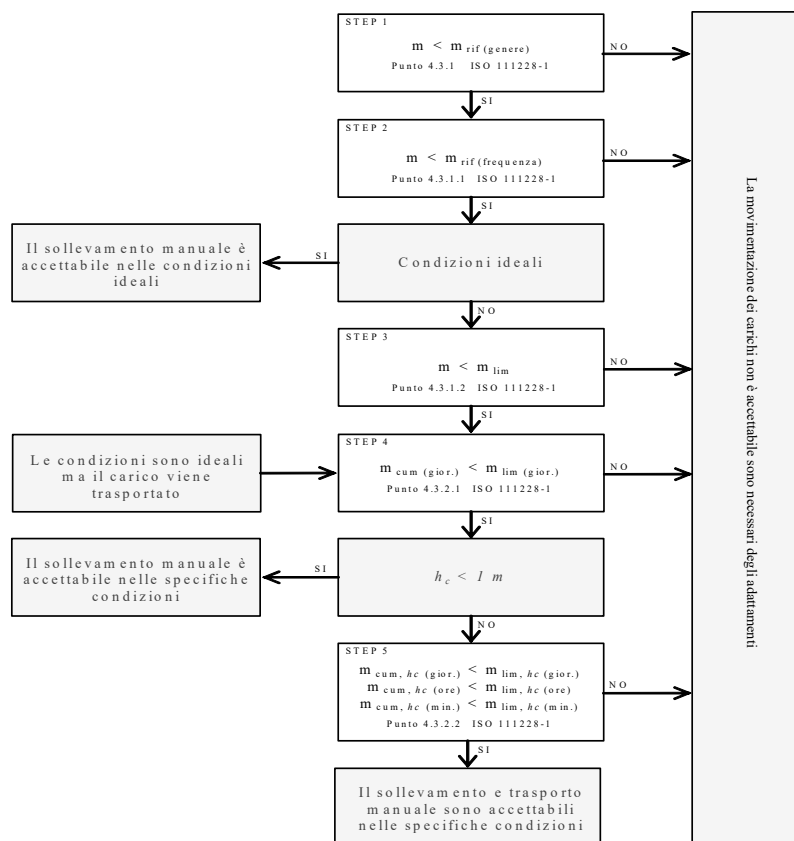 STEP 1
m < m rif (genere)
Punto 4.3.1 ISO 111228-1
NO
SI
STEP 2
m < m rif (frequenza)
Punto 4.3.1.1 ISO 111228-1
NO
SI
Il sollevamento manuale è
accettabile nelle condizioni
ideali
SI
Condizioni ideali
NO
STEP 3
m < m lim
Punto 4.3.1.2 ISO 111228-1
NO
SI
Le condizioni sono ideali
ma il carico viene
trasportato
STEP 4
m cum (gior.) < m lim (gior.)
Punto 4.3.2.1 ISO 111228-1
NO
SI
Il sollevamento manuale è
accettabile nelle specifiche
condizioni
SI
h c < 1 m
NO
STEP 5
m cum, hc (gior.) < m lim, hc (gior.)
m cum, hc (ore) < m lim, hc (ore)
m cum, hc (min.) < m lim, hc (min.)
Punto 4.3.2.2 ISO 111228-1
NO
SI
Il sollevamento e trasporto
manuale sono accettabili
nelle specifiche condizioni
La movimentazione dei carichi non è accettabile sono necessari degli adattamenti